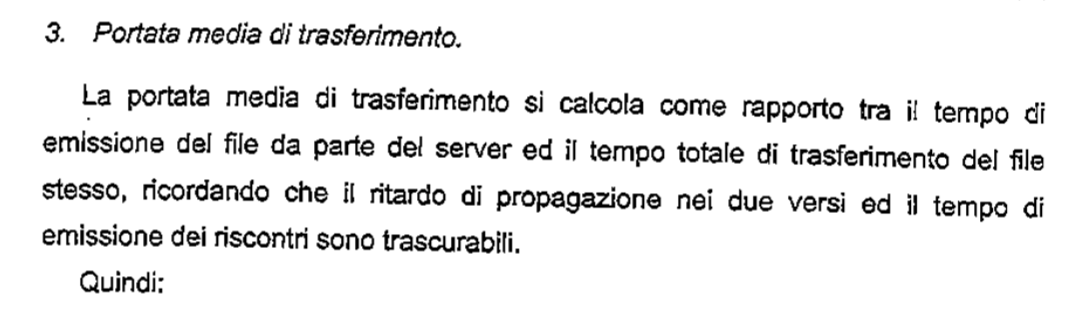 3. Portata media di trasferimento.
La portata media di trasferimento si calcola come rapporto tra il tempo di
emissione del file da parte del server ed il tempo totale di trasferimento del file
stesso, ricordando che il ritardo di propagazione nei due versi ed il tempo di
emissione dei riscontri sono trascurabili.
Quindi: